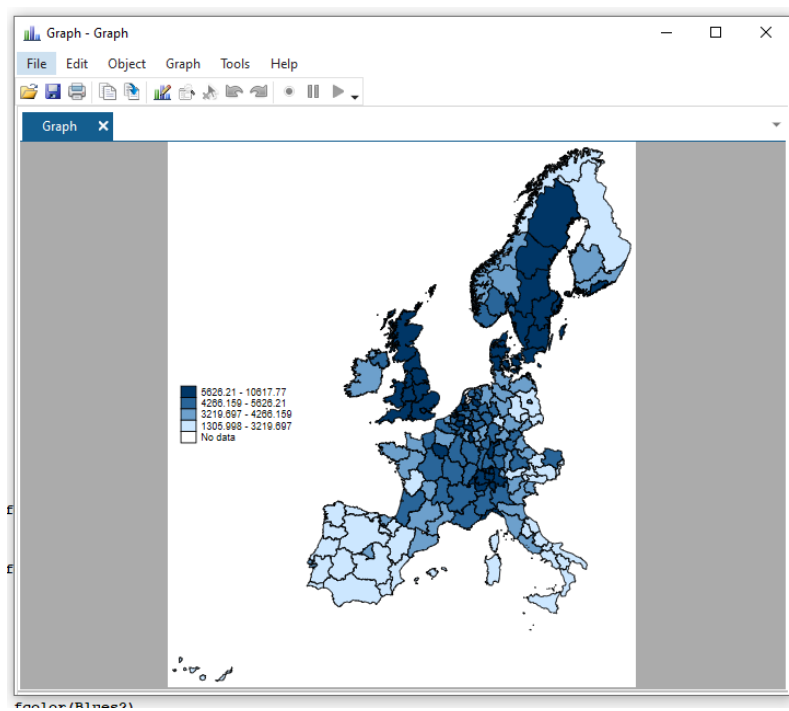 Graph - Graph
File Edit Object Graph Tools Help
Graph
5626.21 - 10617.77
4266.159 - 5626.21
3219.697 - 4266.159
1305.998 - 3219.697
No data
f
f
fcolor(Blues2)